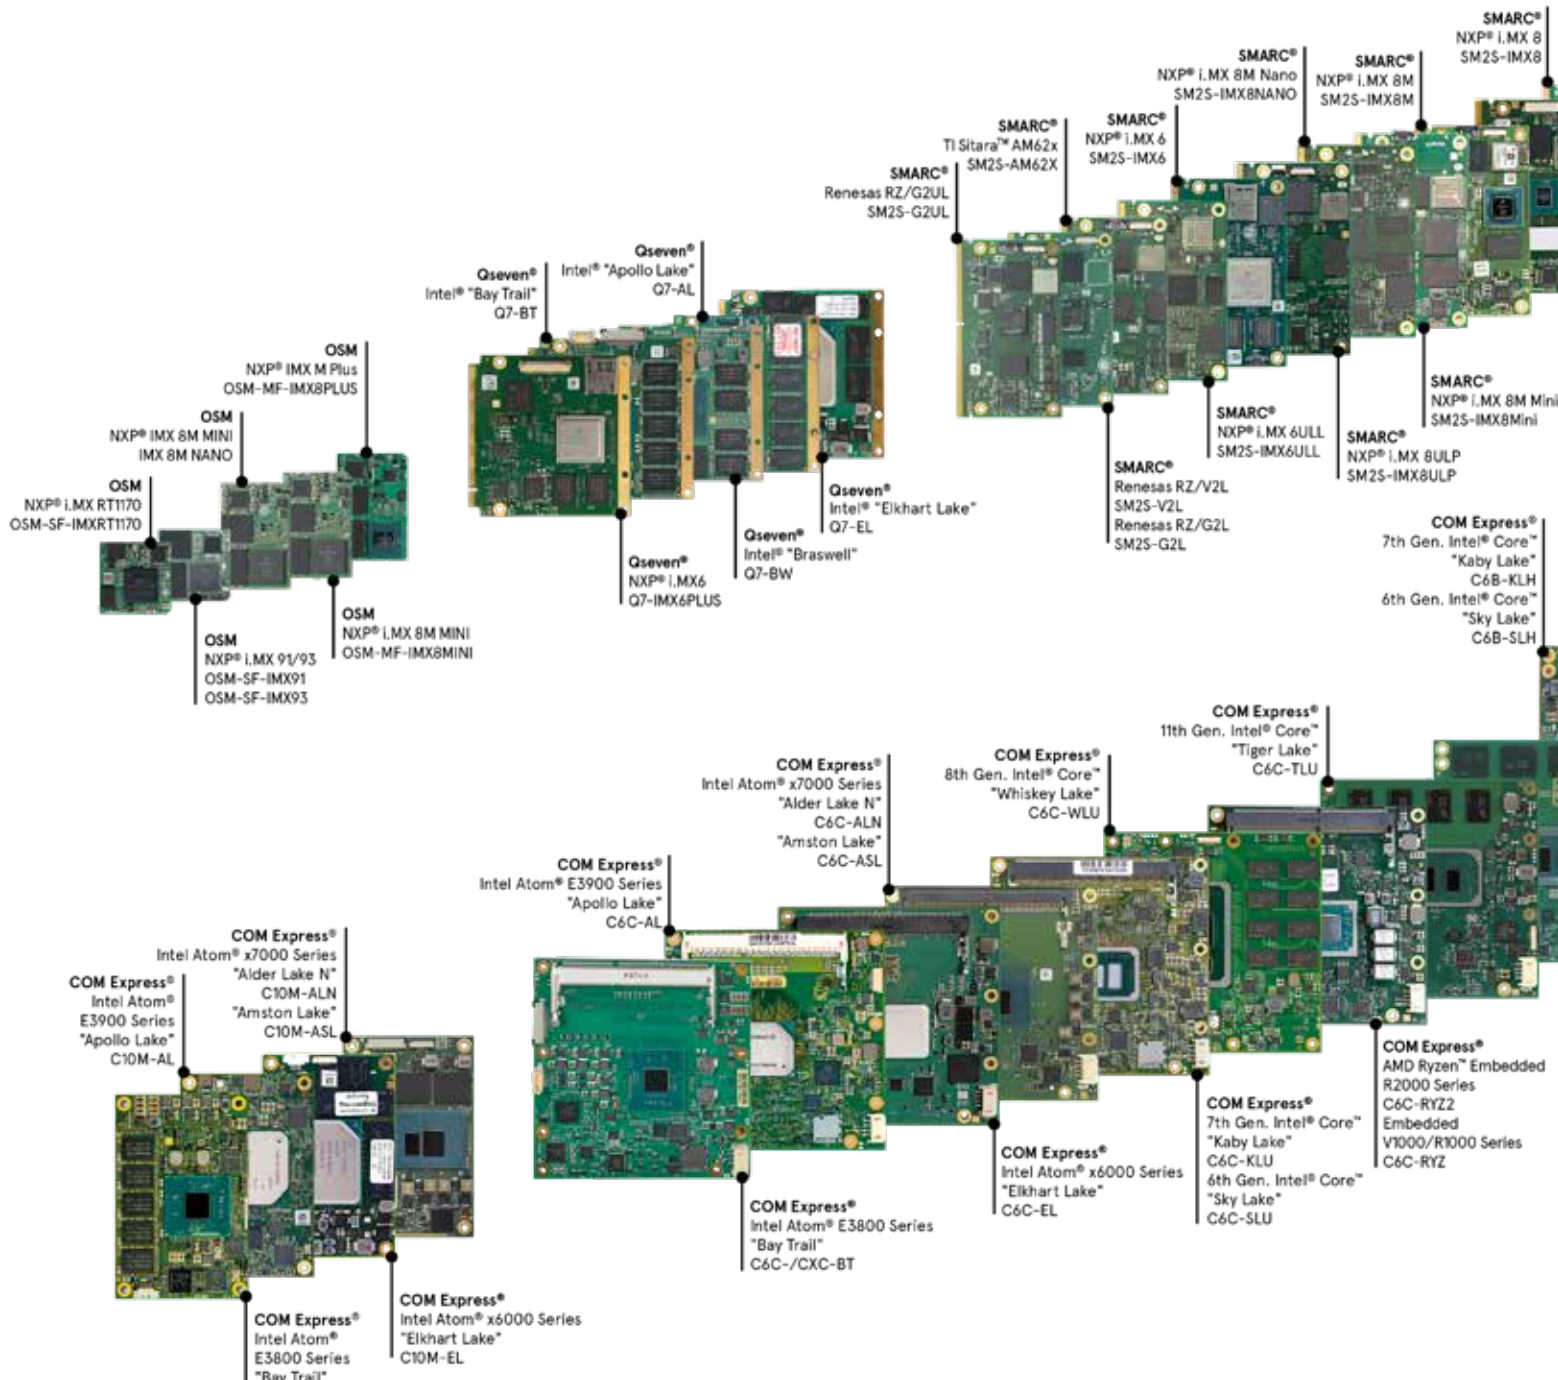 SMARC®
NXP® i.MX 8
SM2S-IMX8
SMARC®
NXP® i.MX 8M Nano
SM2S-IMX8NANO
SMARC®
NXP® i.MX 8M
SM2S-IMX8M
SMARC®
TI Sitara™ AM62x
SM2S-AM62X
SMARC®
NXP® i.MX 6
SM2S-IMX6
SMARC®
Renesas RZ/G2UL
SM2S-G2UL
Qseven®
Intel® "Bay Trail"
Q7-BT
Qseven®
Intel® "Apollo Lake"
Q7-AL
OSM
NXP® IMX M Plus
OSM-MF-IMX8PLUS
OSM
NXP® IMX 8M MINI
IMX 8M NANO
OSM
NXP® i.MX RT1170
OSM-SF-IMXRT1170
OSM
NXP® i.MX 91/93
OSM-SF-IMX91
OSM-SF-IMX93
OSM
NXP® i.MX 8M MINI
OSM-MF-IMX8MINI
Qseven®
NXP® i.MX6
Q7-IMX6PLUS
Qseven®
Intel® "Braswell"
Q7-BW
Qseven®
Intel® "Elkhart Lake"
Q7-EL
SMARC®
Renesas RZ/V2L
SM2S-V2L
Renesas RZ/G2L
SM2S-G2L
SMARC®
NXP® i.MX 6ULL
SM2S-IMX6ULL
SMARC®
NXP® i.MX 8ULP
SM2S-IMX8ULP
SMARC®
NXP® i.MX 8M Mini
SM2S-IMX8Mini
COM Express®
7th Gen. Intel® Core™
"Kaby Lake"
C6B-KLH
6th Gen. Intel® Core™
"Sky Lake"
C6B-SLH
COM Express®
11th Gen. Intel® Core™
"Tiger Lake"
C6C-TLU
COM Express®
8th Gen. Intel® Core™
"Whiskey Lake"
C6C-WLU
COM Express®
Intel Atom® x7000 Series
"Alder Lake N"
C6C-ALN
"Amston Lake"
C6C-ASL
COM Express®
Intel Atom® E3900 Series
"Apollo Lake"
C6C-AL
COM Express®
Intel Atom® x7000 Series
"Alder Lake N"
C10M-ALN
"Amston Lake"
C10M-ASL
COM Express®
Intel Atom®
E3900 Series
"Apollo Lake"
C10M-AL
COM Express®
Intel Atom®
E3800 Series
"Bay Trail"
COM Express®
Intel Atom® x6000 Series
"Elkhart Lake"
C10M-EL
COM Express®
Intel Atom® E3800 Series
"Bay Trail"
C6C-/CXC-BT
COM Express®
Intel Atom® x6000 Series
"Elkhart Lake"
C6C-EL
COM Express®
7th Gen. Intel® Core™
"Kaby Lake"
C6C-KLU
6th Gen. Intel® Core™
"Sky Lake"
C6C-SLU
COM Express®
AMD Ryzen™ Embedded
R2000 Series
C6C-RYZ2
Embedded
V1000/R1000 Series
C6C-RYZ